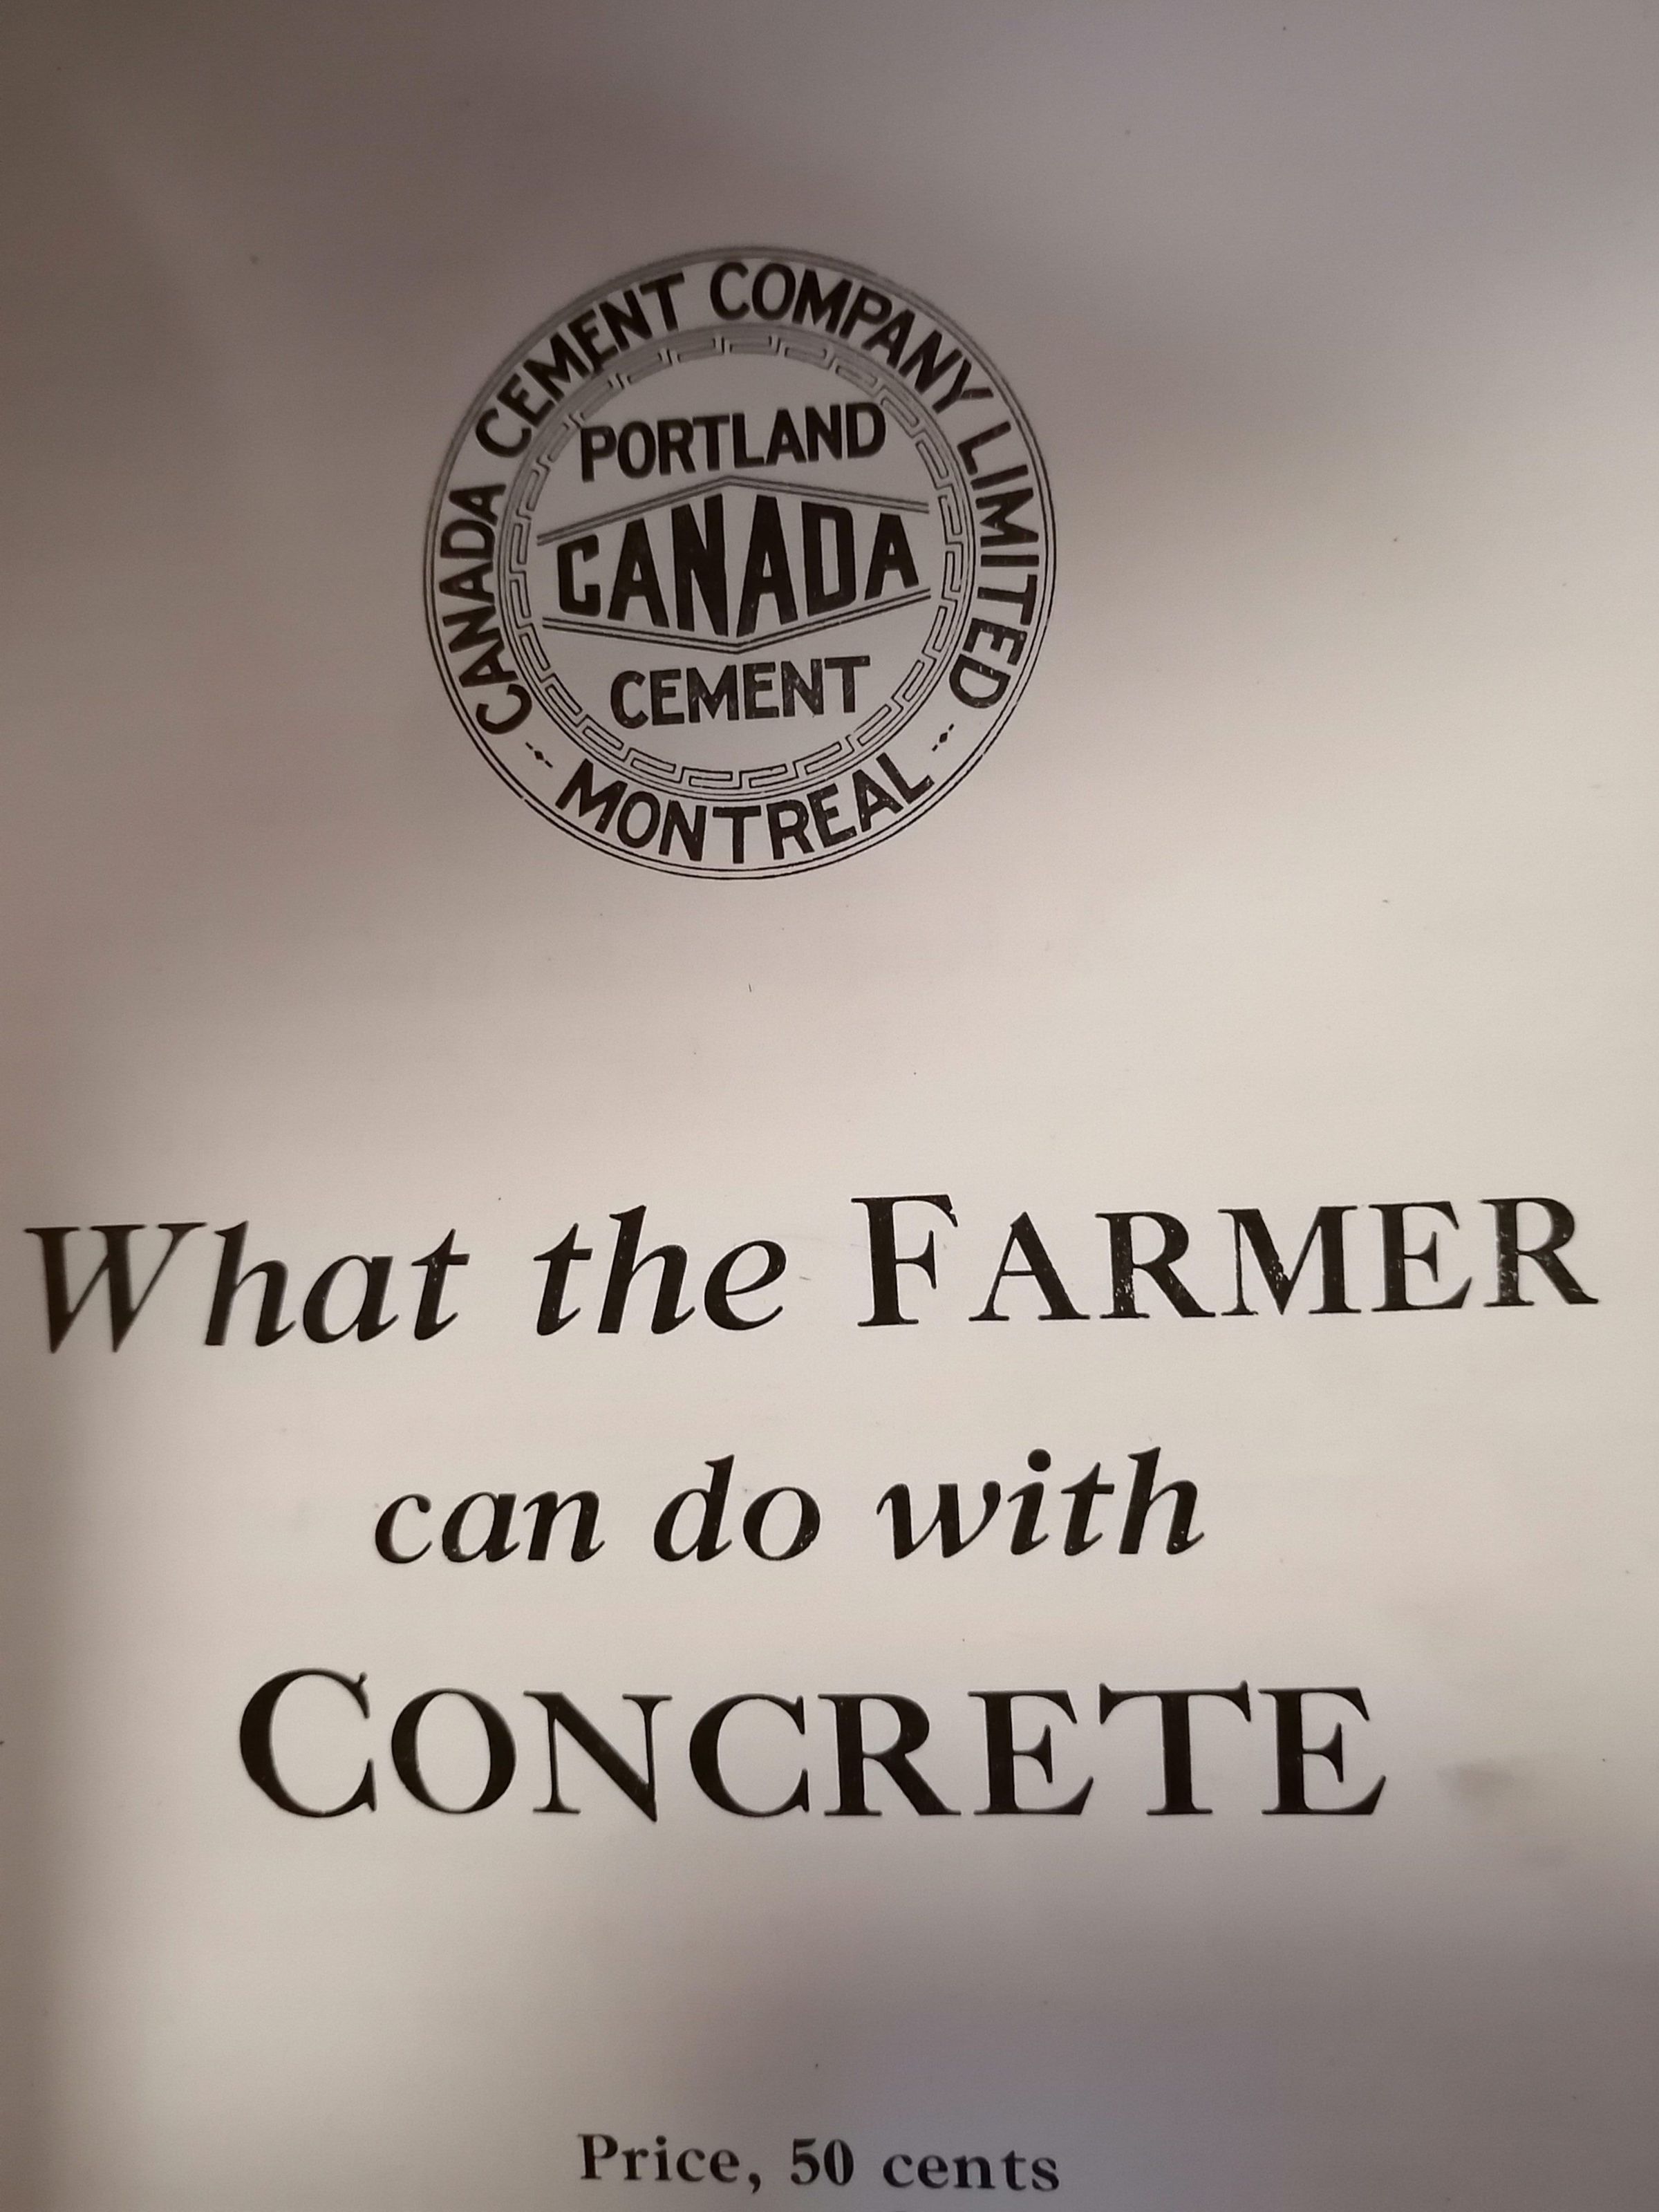 CANADA CEMENT COMPANY LIMITED
PORTLAND
CANADA
CEMENT
MONTREAL
What the FARMER
can do with
CONCRETE
Price, 50 cents